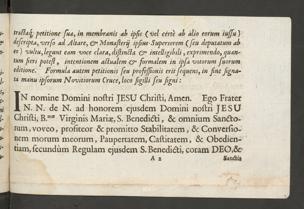 tractaq; petitione sua, in membranis ab ipso (vel certè ab alio eorum iussu)
descripta, versa ad Altare, & Monasterij ipsius Superiorem (seu deputatum ab
eo) vultu, legunt eam voce clara, distincta & intelligibili, exprimendo, quan-
tum fieri potest, intentionem actualem & formalem in ipsa votorum suorum
editione. Formula autem petitionis seu professionis erit sequens, in fine signa-
ta manu ipsorum Novitiorum Cruce, loco sigilli seu signi:
IN nomine Domini nostri JESU Christi, Amen. Ego Frater
N. N. de N. ad honorem ejusdem Domini nostri JESU
Christi, B. Virginis Mariæ, S. Benedicti, & omnium Sancto-
rum, voveo, profiteor & promitto Stabilitatem, & Conversio-
nem morum meorum, Paupertatem, Castitatem, & Obedien-
tiam, secundùm Regulam ejusdem S. Benedicti, coram DEO, &
A 2 Sanctis